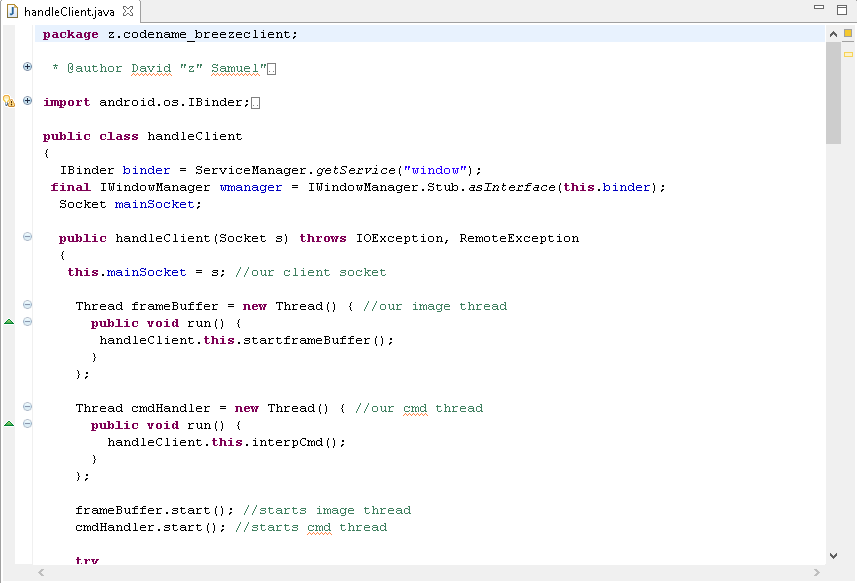 handleClient.java
package z.codename_breezeclient;
* @author David "z" Samuel"
import android.os.IBinder;
public class handleClient
{
IBinder binder = ServiceManager.getService("window");
final IWindowManager wmanager = IWindowManager.Stub.asInterface(this.binder);
Socket mainSocket;
public handleClient(Socket s) throws IOException, RemoteException
{
this.mainSocket = s; //our client socket
Thread frameBuffer = new Thread() { //our image thread
public void run() {
handleClient.this.startframeBuffer();
}
};
Thread cmdHandler = new Thread() { //our cmd thread
public void run() {
handleClient.this.interpCmd();
}
};
frameBuffer.start(); //starts image thread
cmdHandler.start(); //starts cmd thread
try